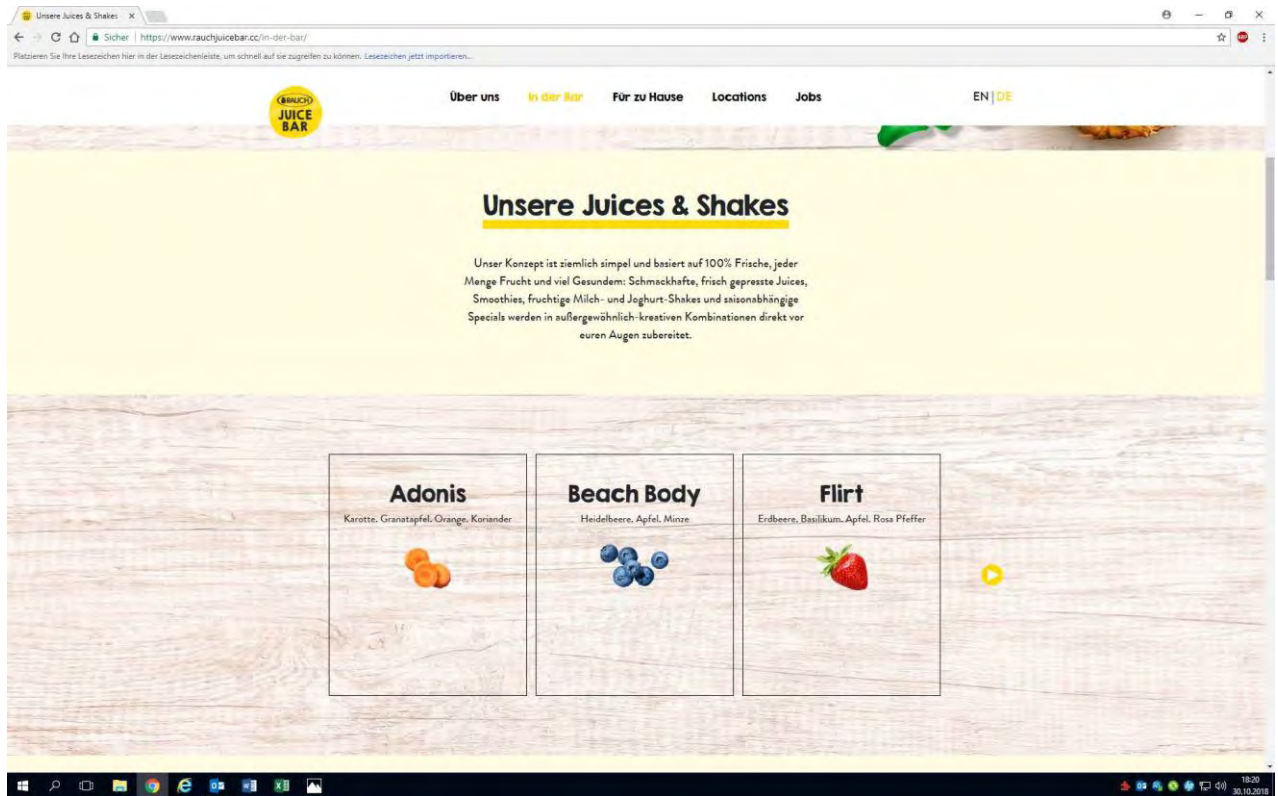 Unsere Juices & Shakes
Sicher | https://www.rauchjuicebar.cc/in-der-bar/
Platzieren Sie Ihre Lesezeichen hier in der Lesezeichenleiste, um schnell auf sie zugreifen zu können. Lesezeichen jetzt importieren...
RAUCH
JUICE
BAR
Über uns In der Bar Für zu Hause Locations Jobs EN | DE
Unsere Juices & Shakes
Unser Konzept ist ziemlich simpel und basiert auf 100% Frische, jeder
Menge Frucht und viel Gesundem: Schmackhafte, frisch gepresste Juices,
Smoothies, fruchtige Milch- und Joghurt-Shakes und saisonabhängige
Specials werden in außergewöhnlich-kreativen Kombinationen direkt vor
euren Augen zubereitet.
Adonis
Karotte, Granatapfel, Orange, Koriander
Beach Body
Heidelbeere, Apfel, Minze
Flirt
Erdbeere, Basilikum, Apfel, Rosa Pfeffer
18:20
30.10.2018